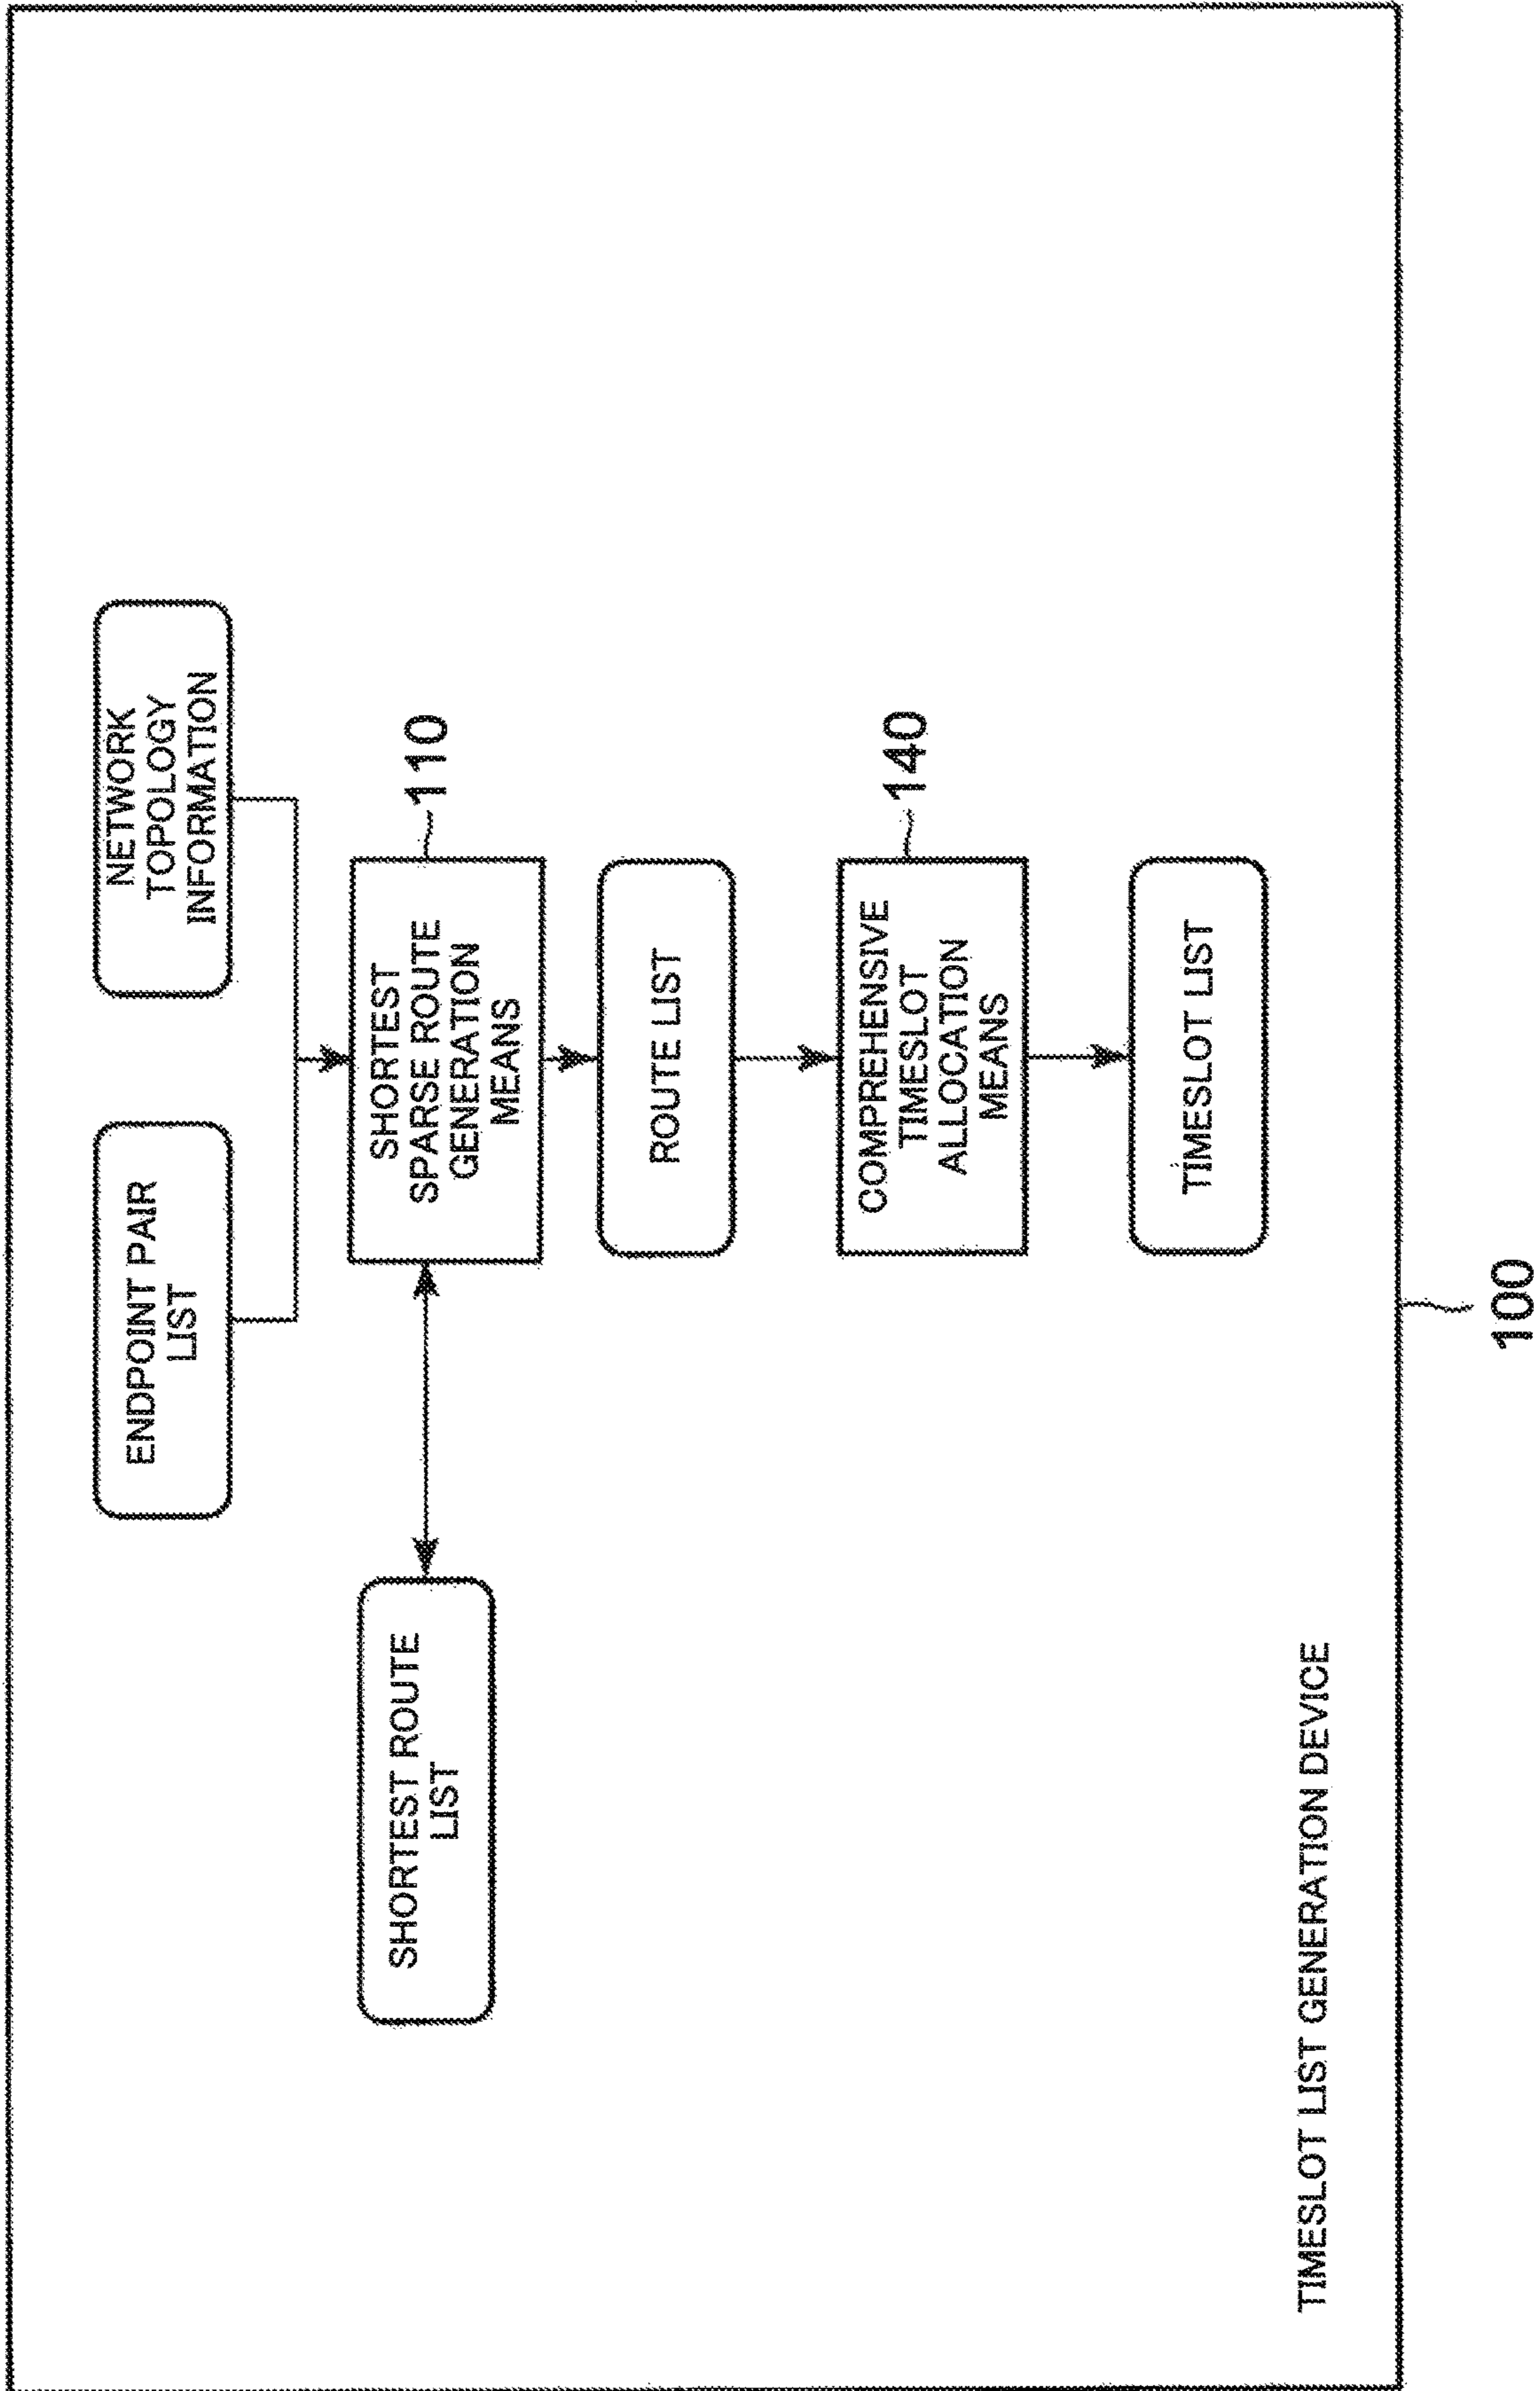 ENDPOINT PAIR
LIST
NETWORK
TOPOLOGY
INFORMATION
SHORTEST ROUTE
LIST
SHORTEST
SPARSE ROUTE
GENERATION
MEANS
110
ROUTE LIST
COMPREHENSIVE
TIMESLOT
ALLOCATION
MEANS
140
TIMESLOT LIST
TIMESLOT LIST GENERATION DEVICE
100